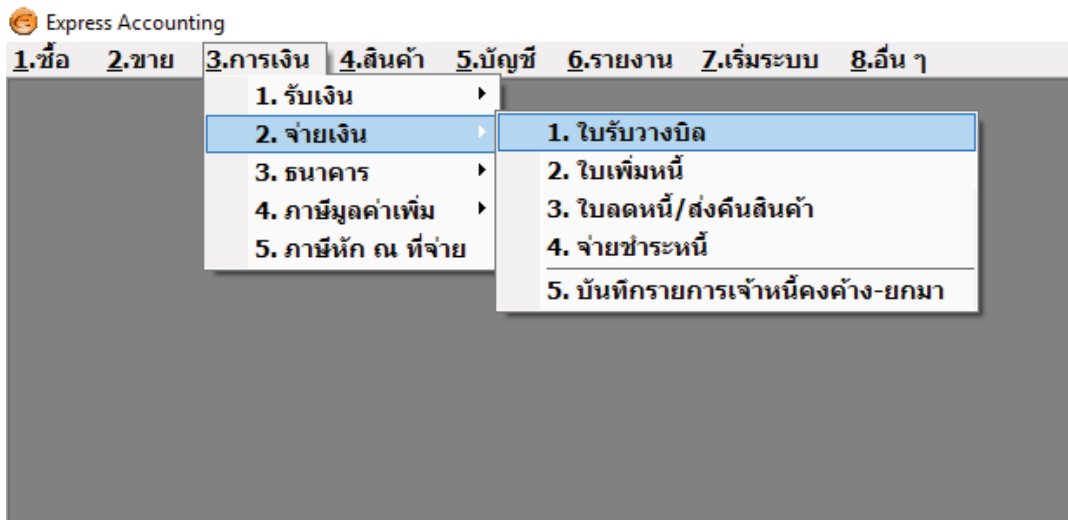 Express Accounting
1.ซื้อ 2.ขาย 3.การเงิน 4.สินค้า 5.บัญชี 6.รายงาน 7.เริ่มระบบ 8.อื่น ๆ
1. รับเงิน
2. จ่ายเงิน
3. ธนาคาร
4. ภาษีมูลค่าเพิ่ม
5. ภาษีหัก ณ ที่จ่าย
1. ใบรับวางบิล
2. ใบเพิ่มหนี้
3. ใบลดหนี้/ส่งคืนสินค้า
4. จ่ายชำระหนี้
5. บันทึกรายการเจ้าหนี้คงค้าง-ยกมา